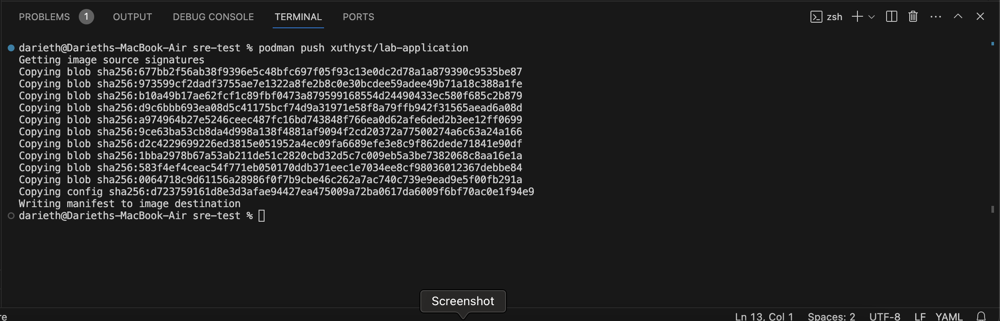 PROBLEMS 1 OUTPUT DEBUG CONSOLE TERMINAL PORTS zsh
darieth@Darieths-MacBook-Air sre-test % podman push xuthyst/lab-application
Getting image source signatures
Copying blob sha256:677bb2f56ab38f9396e5c48bfc697f05f93c13e0dc2d78a1a879390c9535be87
Copying blob sha256:973599cf2dadf3755ae7e1322a8fe2b8c0e30bcdee59adee49b71a18c388a1fe
Copying blob sha256:b10a49b17ae62fcf1c89fbf0473a879599168554d24490433ec580f685c2b879
Copying blob sha256:d9c6bbb693ea08d5c41175bcf74d9a31971e58f8a79ffb942f31565aead6a08d
Copying blob sha256:a974964b27e5246ceec487fc16bd743848f766ea0d62afe6ded2b3ee12ff0699
Copying blob sha256:9ce63ba53cb8da4d998a138f4881af9094f2cd20372a77500274a6c63a24a166
Copying blob sha256:d2c4229699226ed3815e051952a4ec09fa6689efe3e8c9f862dede71841e90df
Copying blob sha256:1bba2978b67a53ab211de51c2820cbd32d5c7c009eb5a3be7382068c8aa16e1a
Copying blob sha256:583f4ef4ceac54f771eb050170ddb371eec1e7034ee8cf98036012367debbe84
Copying blob sha256:0064718c9d61156a28986f0f7b9cbe46c262a7ac740c739e9ead9e5f00fb291a
Copying config sha256:d723759161d8e3d3afae94427ea475009a72ba0617da6009f6bf70ac0e1f94e9
Writing manifest to image destination
darieth@Darieths-MacBook-Air sre-test %
Screenshot
re Ln 13, Col 1 Spaces: 2 UTF-8 LF YAML